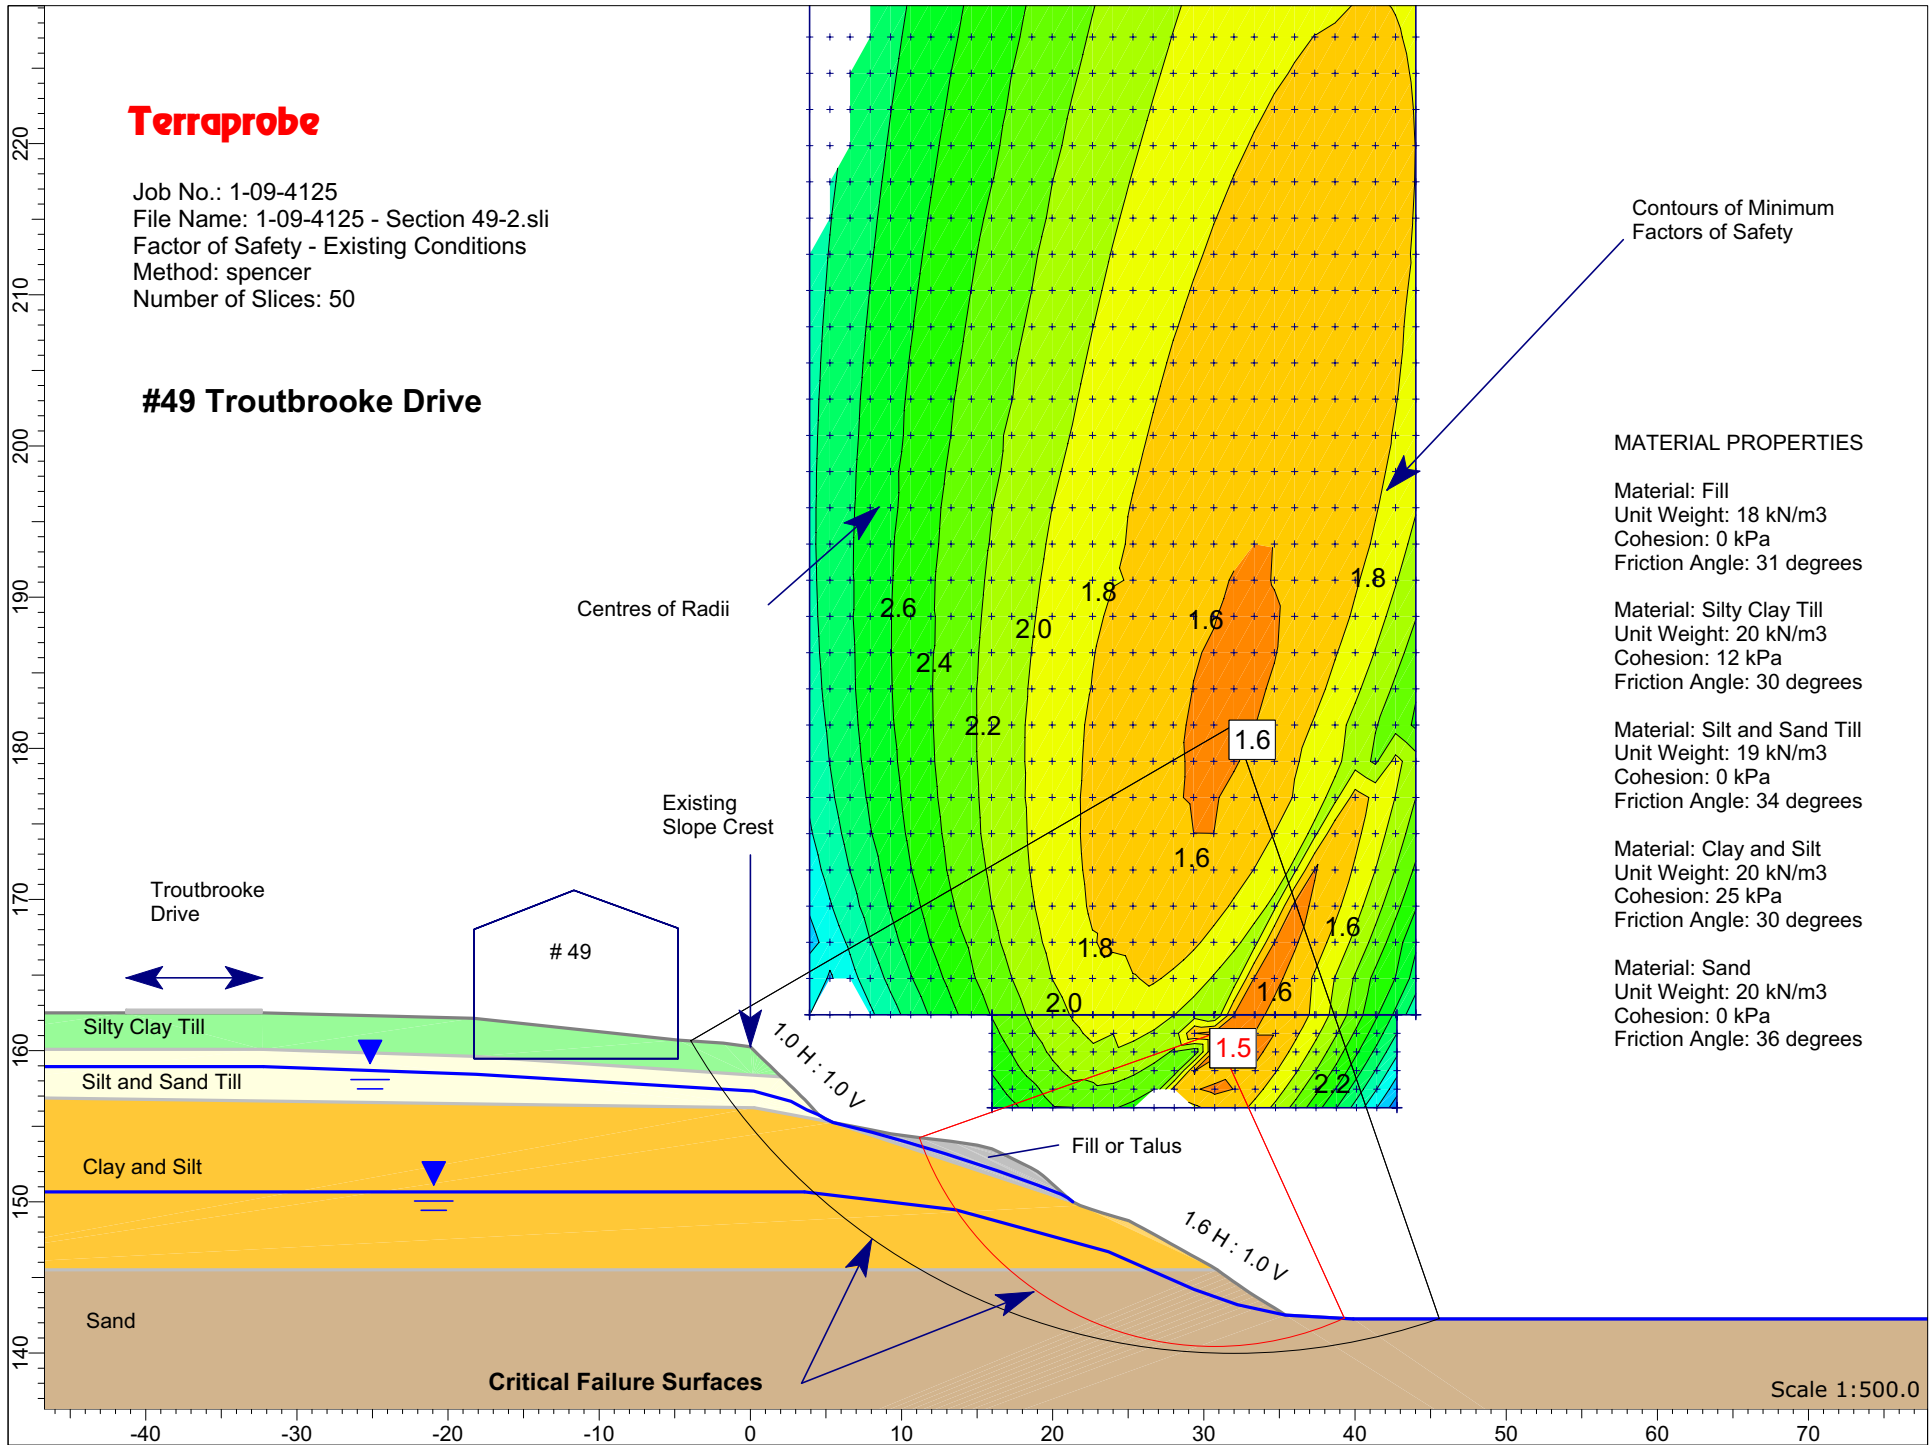 Terraprobe
Job No.: 1-09-4125
File Name: 1-09-4125 - Section 49-2.sli
Factor of Safety - Existing Conditions
Method: spencer
Number of Slices: 50
#49 Troutbrooke Drive
Contours of Minimum
Factors of Safety
MATERIAL PROPERTIES
Material: Fill
Unit Weight: 18 kN/m3
Cohesion: 0 kPa
Friction Angle: 31 degrees
Material: Silty Clay Till
Unit Weight: 20 kN/m3
Cohesion: 12 kPa
Friction Angle: 30 degrees
Material: Silt and Sand Till
Unit Weight: 19 kN/m3
Cohesion: 0 kPa
Friction Angle: 34 degrees
Material: Clay and Silt
Unit Weight: 20 kN/m3
Cohesion: 25 kPa
Friction Angle: 30 degrees
Material: Sand
Unit Weight: 20 kN/m3
Cohesion: 0 kPa
Friction Angle: 36 degrees
Centres of Radii
2.6
2.4
2.2
2.0
1.8
1.6
1.8
1.6
1.6
1.8
2.0
1.6
1.6
1.5
2.2
Existing
Slope Crest
Troutbrooke
Drive
# 49
1.0 H : 1.0 V
Silty Clay Till
Silt and Sand Till
Clay and Silt
Sand
Fill or Talus
1.6 H : 1.0 V
Critical Failure Surfaces
Scale 1:500.0
220
210
200
190
180
170
160
150
140
-40
-30
-20
-10
0
10
20
30
40
50
60
70